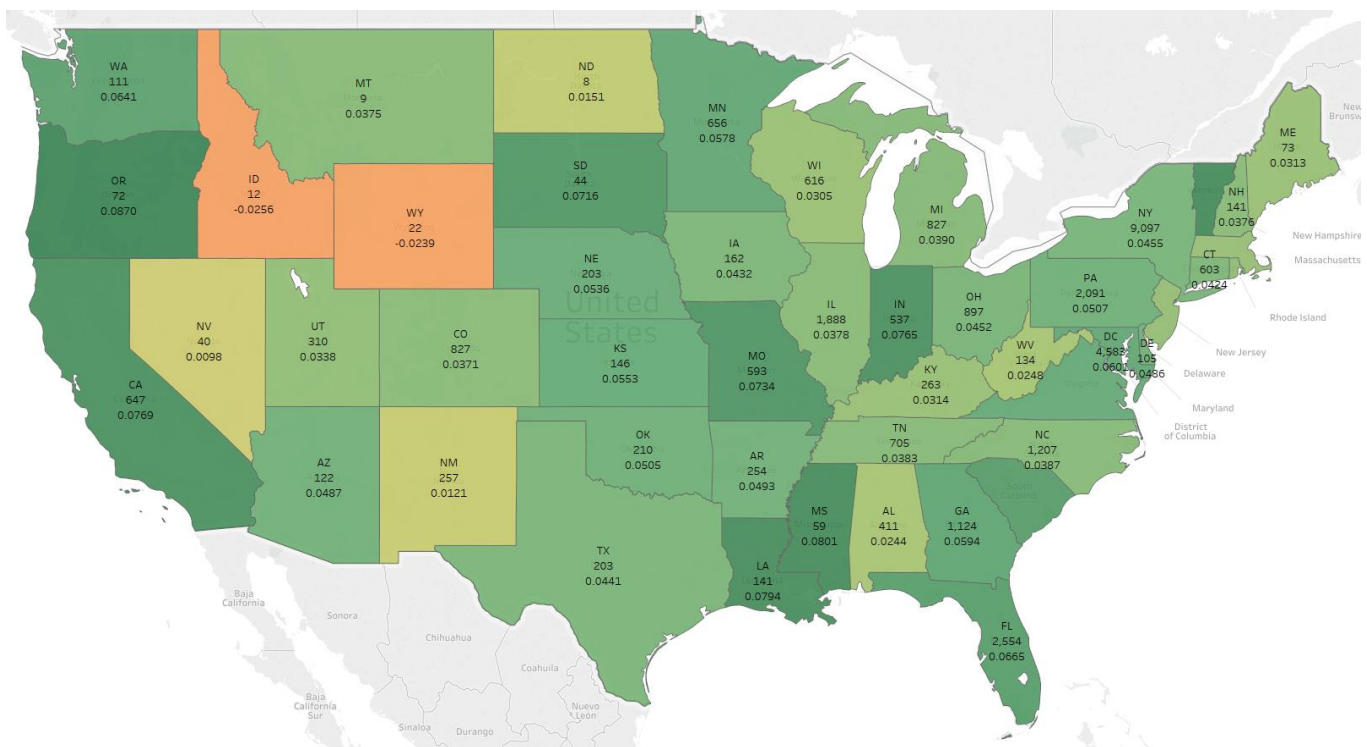 WA
111
0.0641
MT
9
0.0375
ND
8
0.0151
MN
656
0.0578
ME
73
0.0313
New
Brunsw
OR
72
0.0870
ID
12
-0.0256
WY
22
-0.0239
SD
44
0.0716
WI
616
0.0305
MI
827
0.0390
NY
9,097
0.0455
NH
141
0.0376
New Hampshire
Massachusetts
CT
603
0.0424
Rhode Island
NV
40
0.0098
UT
310
0.0338
CO
827
0.0371
NE
203
0.0536
United
States
IA
162
0.0432
IL
1,888
0.0378
IN
537
0.0765
OH
897
0.0452
PA
2,091
0.0507
New Jersey
DC
4,583
0.0601
DE
105
0.0486
Delaware
Maryland
District
of Columbia
CA
647
0.0769
KS
146
0.0553
MO
593
0.0734
KY
263
0.0314
WV
134
0.0248
Virginia
AZ
122
0.0487
NM
257
0.0121
OK
210
0.0505
AR
254
0.0493
TN
705
0.0383
NC
1,207
0.0387
South
Carolina
TX
203
0.0441
LA
141
0.0794
MS
59
0.0801
AL
411
0.0244
GA
1,124
0.0594
FL
2,554
0.0665
Baja
California
Sonora
Chihuahua
Coahuila
Baja
California
Sur
Sinaloa
Durango
Nuevo
León